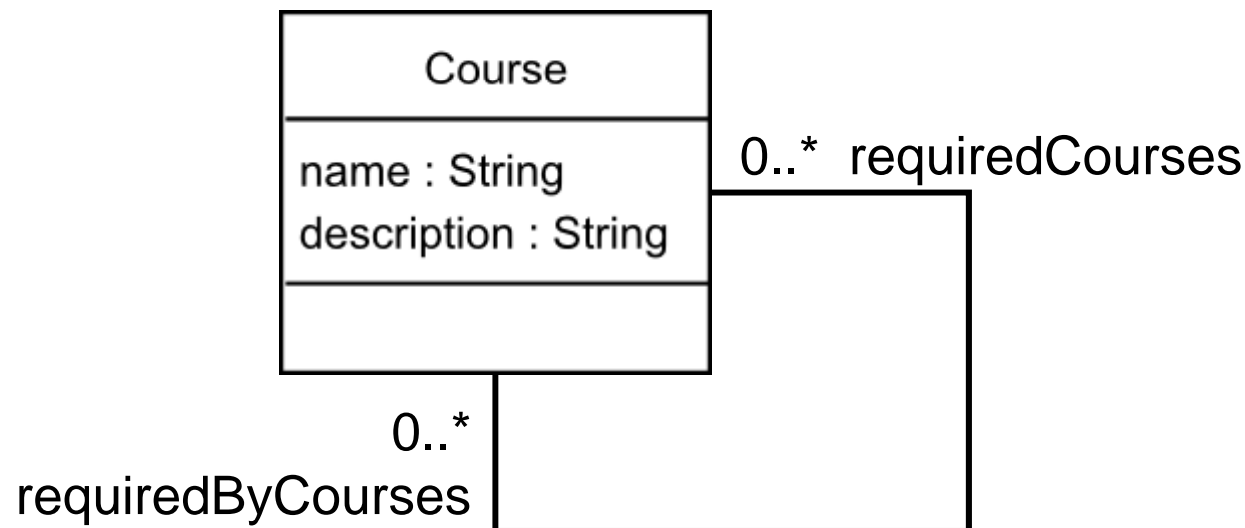 Course
name : String
description : String
0..* requiredCourses
0..*
requiredByCourses